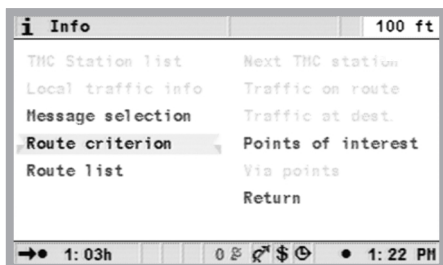 i Info 100 ft
TMC Station list Next TMC station
Local traffic info Traffic on route
Message selection Traffic at dest.
Route criterion Points of interest
Route list Via points
Return
1:03h 0 $ 1:22 PM